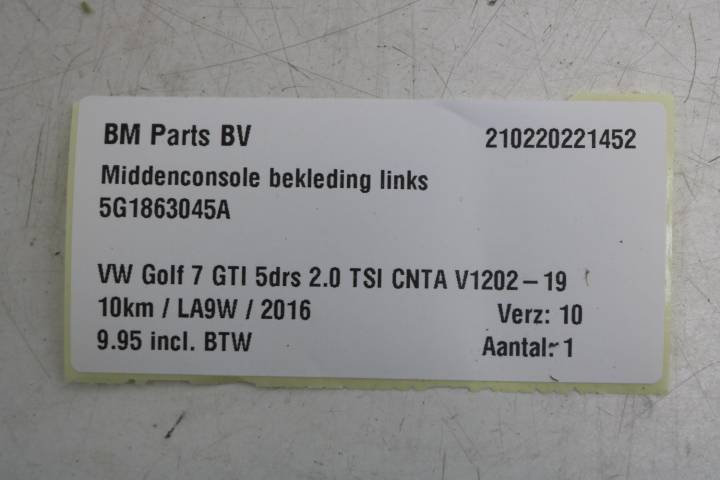 BM Parts BV 210220221452
Middenconsole bekleding links
5G1863045A
VW Golf 7 GTI 5drs 2.0 TSI CNTA V1202-19
10km / LA9W / 2016 Verz: 10
9.95 incl. BTW Aantal: 1